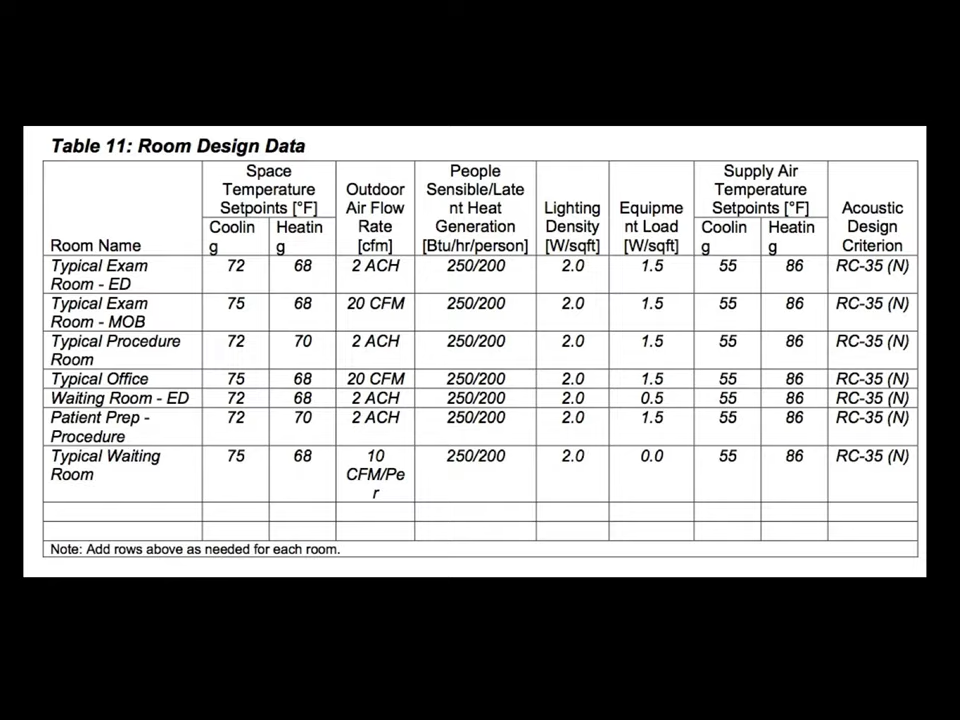 Table 11: Room Design Data
Room Name
Space
Temperature
Setpoints [°F]
Coolin
g
Heatin
g
Outdoor
Air Flow
Rate
[cfm]
People
Sensible/Late
nt Heat
Generation
[Btu/hr/person]
Lighting
Density
[W/sqft]
Equipme
nt Load
[W/sqft]
Supply Air
Temperature
Setpoints [°F]
Coolin
g
Heatin
g
Acoustic
Design
Criterion
Typical Exam
Room - ED
72 68 2 ACH 250/200 2.0 1.5 55 86 RC-35 (N)
Typical Exam
Room - MOB
75 68 20 CFM 250/200 2.0 1.5 55 86 RC-35 (N)
Typical Procedure
Room
72 70 2 ACH 250/200 2.0 1.5 55 86 RC-35 (N)
Typical Office 75 68 20 CFM 250/200 2.0 1.5 55 86 RC-35 (N)
Waiting Room - ED 72 68 2 ACH 250/200 2.0 0.5 55 86 RC-35 (N)
Patient Prep -
Procedure
72 70 2 ACH 250/200 2.0 1.5 55 86 RC-35 (N)
Typical Waiting
Room
75 68 10
CFM/Pe
r
250/200 2.0 0.0 55 86 RC-35 (N)
Note: Add rows above as needed for each room.